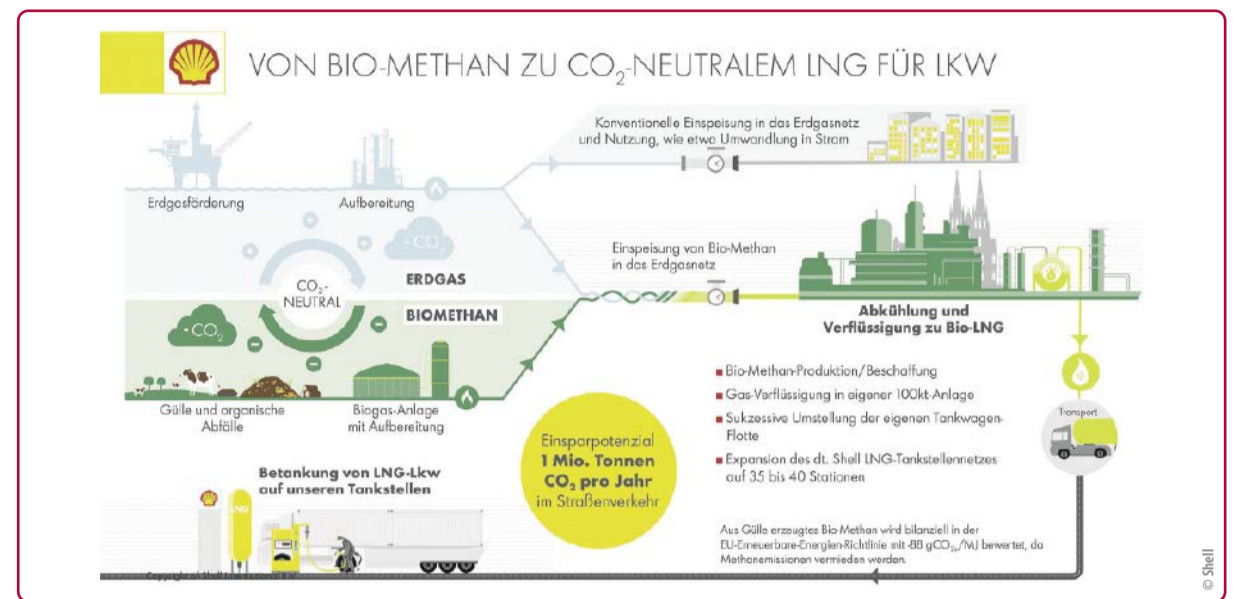 VON BIO-METHAN ZU CO₂-NEUTRALEM LNG FÜR LKW
Konventionelle Einspeisung in das Erdgasnetz
und Nutzung, wie etwa Umwandlung in Strom
Erdgasförderung
Aufbereitung
Einspeisung von Bio-Methan
in das Erdgasnetz
CO₂-
NEUTRAL
ERDGAS
BIOMETHAN
- CO₂
Gülle und organische
Abfälle
Biogas-Anlage
mit Aufbereitung
Abkühlung und
Verflüssigung zu Bio-LNG
■ Bio-Methan-Produktion/Beschaffung
■ Gas-Verflüssigung in eigener 100kt-Anlage
■ Sukzessive Umstellung der eigenen Tankwagen-
Flotte
■ Expansion des dt. Shell LNG-Tankstellennetzes
auf 35 bis 40 Stationen
Transport
Einsparpotenzial
1 Mio. Tonnen
CO₂ pro Jahr
im Straßenverkehr
Betankung von LNG-Lkw
auf unseren Tankstellen
LNG
Aus Gülle erzeugtes Bio-Methan wird bilanziell in der
EU-Erneuerbare-Energien-Richtlinie mit -88 gCO₂ₑ/MJ bewertet, da
Methanemissionen vermieden werden.
Copyright of Shell
© Shell